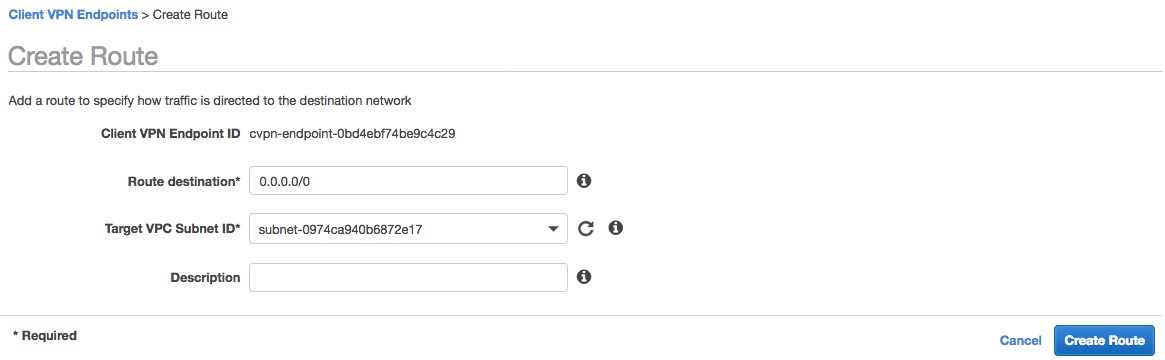 Client VPN Endpoints > Create Route
Create Route
Add a route to specify how traffic is directed to the destination network
Client VPN Endpoint ID cvpn-endpoint-0bd4ebf74be9c4c29
Route destination* 0.0.0.0/0
Target VPC Subnet ID* subnet-0974ca940b6872e17
Description
* Required
Cancel Create Route